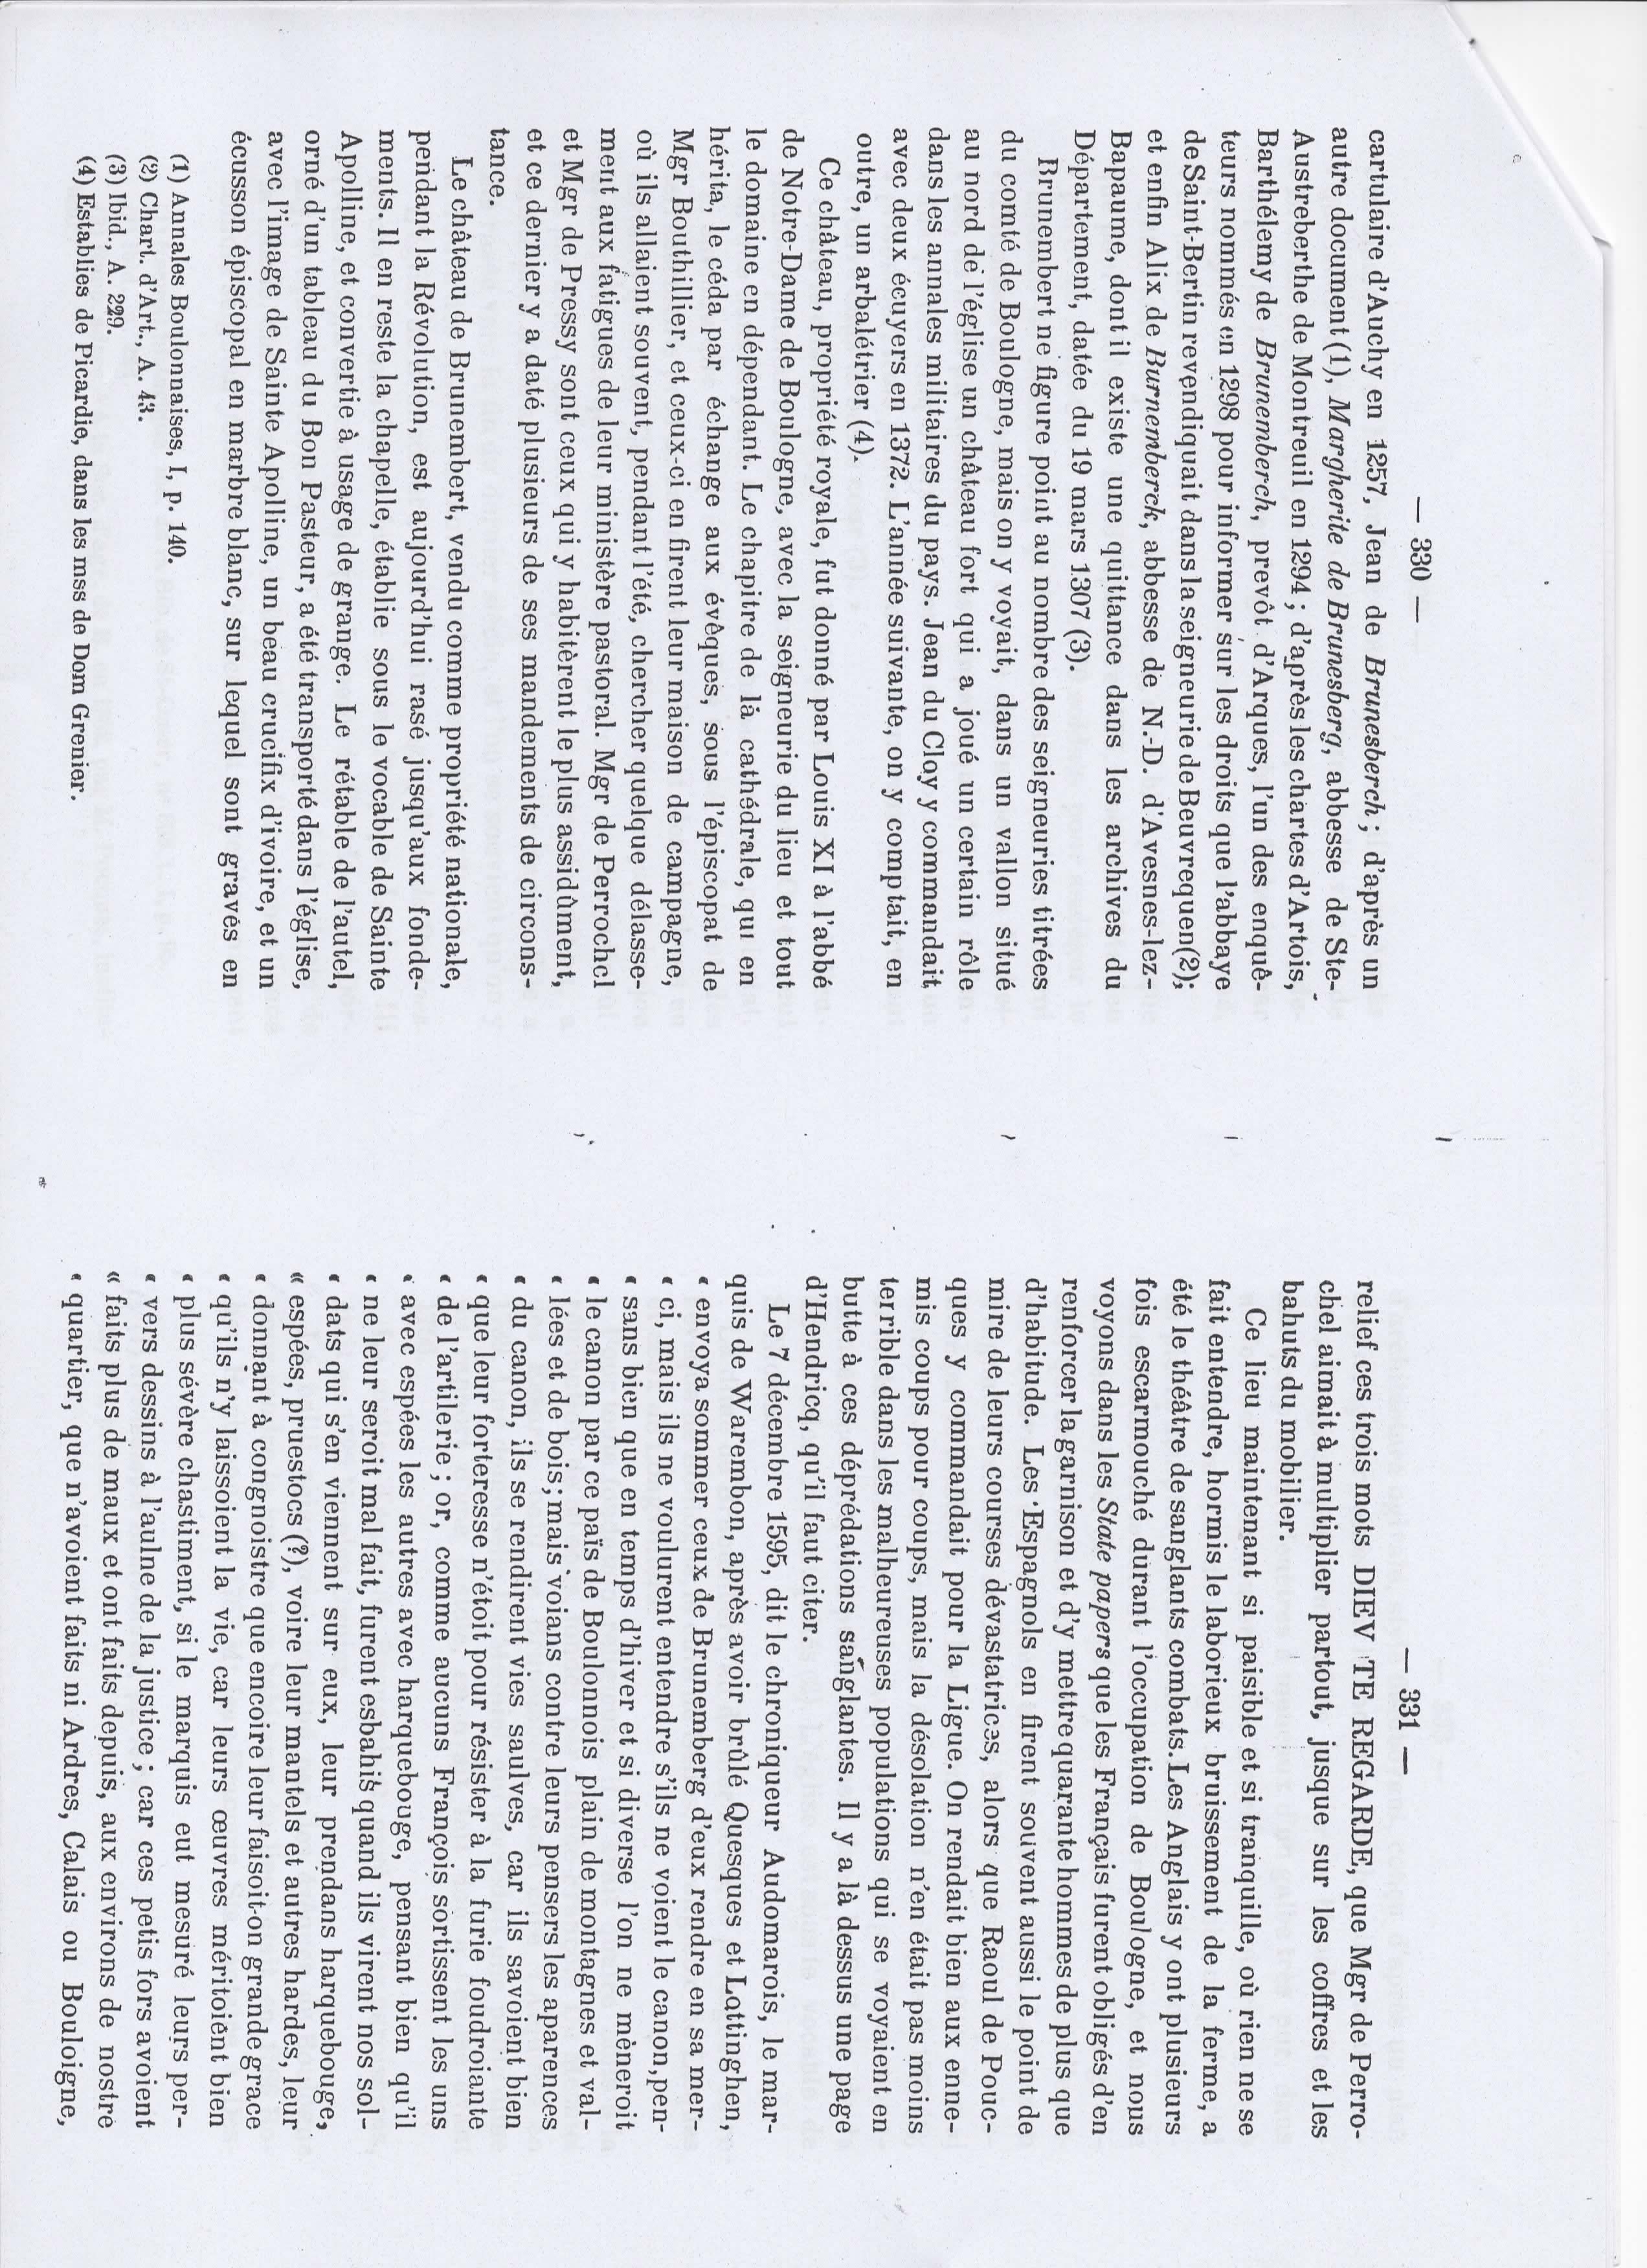 — 330 —
cartulaire d'Auchy en 1257, Jean de Brunesberch ; d'après un
autre document (1), Margherite de Brunesberg, abbesse de Ste-
Austreberthe de Montreuil en 1294 ; d'après les chartes d'Artois,
Barthélemy de Brunemberch, prevôt d'Arques, l'un des enquê-
teurs nommés en 1298 pour informer sur les droits que l'abbaye
de Saint-Bertin revendiquait dans la seigneurie de Beuvrequen(2);
et enfin Alix de Burnemberck, abbesse de N.-D. d'Avesnes-lez-
Bapaume, dont il existe une quittance dans les archives du
Département, datée du 19 mars 1307 (3).
Brunembert ne figure point au nombre des seigneuries titrées
du comté de Boulogne, mais on y voyait, dans un vallon situé
au nord de l'église un château fort qui a joué un certain rôle
dans les annales militaires du pays. Jean du Cloy y commandait
avec deux écuyers en 1372. L'année suivante, on y comptait, en
outre, un arbalétrier (4).
Ce château, propriété royale, fut donné par Louis XI à l'abbé
de Notre-Dame de Boulogne, avec la seigneurie du lieu et tout
le domaine en dépendant. Le chapitre de là cathédrale, qui en
hérita, le céda par échange aux évêques, sous l'épiscopat de
Mgr Bouthillier, et ceux-ci en firent leur maison de campagne,
où ils allaient souvent, pendant l'été, chercher quelque délasse-
ment aux fatigues de leur ministère pastoral. Mgr de Perrochel
et Mgr de Pressy sont ceux qui y habitèrent le plus assidûment,
et ce dernier y a daté plusieurs de ses mandements de circons-
tance.
Le château de Brunembert, vendu comme propriété nationale,
pendant la Révolution, est aujourd'hui rasé jusqu'aux fonde-
ments. Il en reste la chapelle, établie sous le vocable de Sainte
Apolline, et convertie à usage de grange. Le rétable de l'autel,
orné d'un tableau du Bon Pasteur, a été transporté dans l'église,
avec l'image de Sainte Apolline, un beau crucifix d'ivoire, et un
écusson épiscopal en marbre blanc, sur lequel sont gravés en
(1) Annales Boulonnaises, I, p. 140.
(2) Chart. d'Art., A. 43.
(3) Ibid., A. 229.
(4) Establies de Picardie, dans les mss de Dom Grenier.
— 331 —
relief ces trois mots DIEV TE REGARDE, que Mgr de Perro-
chel aimait à multiplier partout, jusque sur les coffres et les
bahuts du mobilier.
Ce lieu maintenant si paisible et si tranquille, où rien ne se
fait entendre, hormis le laborieux bruissement de la ferme, a
été le théâtre de sanglants combats. Les Anglais y ont plusieurs
fois escarmouché durant l'occupation de Boulogne, et nous
voyons dans les State papers que les Français furent obligés d'en
renforcer la garnison et d'y mettre quarante hommes de plus que
d'habitude. Les Espagnols en firent souvent aussi le point de
mire de leurs courses dévastatrices, alors que Raoul de Pouc-
ques y commandait pour la Ligue. On rendait bien aux enne-
mis coups pour coups, mais la désolation n'en était pas moins
terrible dans les malheureuses populations qui se voyaient en
butte à ces déprédations sanglantes. Il y a là dessus une page
d'Hendricq, qu'il faut citer.
Le 7 décembre 1595, dit le chroniqueur Audomarois, le mar-
quis de Warembon, après avoir brûlé Quesques et Lottinghen,
« envoya sommer ceux de Brunemberg d'eux rendre en sa mer-
« ci, mais ils ne voulurent entendre s'ils ne voient le canon, pen-
« sans bien que en temps d'hiver et si diverse l'on ne mèneroit
« le canon par ce païs de Boulonnois plain de montagnes et val-
« lées et de bois; mais voians contre leurs pensers les aparences
« du canon, ils se rendirent vies saulves, car ils savoient bien
« que leur forteresse n'étoit pour résister à la furie foudroiante
« de l'artilerie ; or, comme aucuns François sortissent les uns
« avec espées les autres avec harquebouge, pensant bien qu'il
« ne leur seroit mal fait, furent esbahis quand ils virent nos sol-
« dats qui s'en viennent sur eux, leur prendans harquebouge,
« espées, pruestocs (?), voire leur mantels et autres hardes, leur
« donnant à congnoistre que encoire leur faisoit-on grande grace
« qu'ils n'y laissoient la vie, car leurs œuvres méritoient bien
« plus sévère chastiment, si le marquis eut mesuré leurs per-
« vers dessins à l'aulne de la justice ; car ces petis fors avoient
« faits plus de maux et ont faits depuis, aux environs de nostre
« quartier, que n'avoient faits ni Ardres, Calais ou Bouloigne,